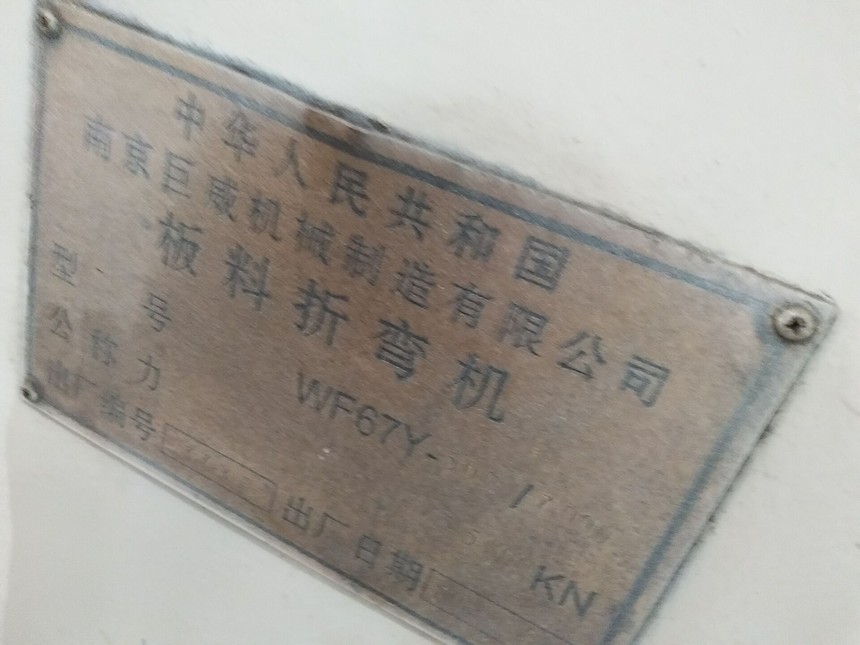 中华人民共和国
南京巨威机械制造有限公司
板料折弯机
型号 WF67Y-
公称力 KN
出厂编号 出厂日期